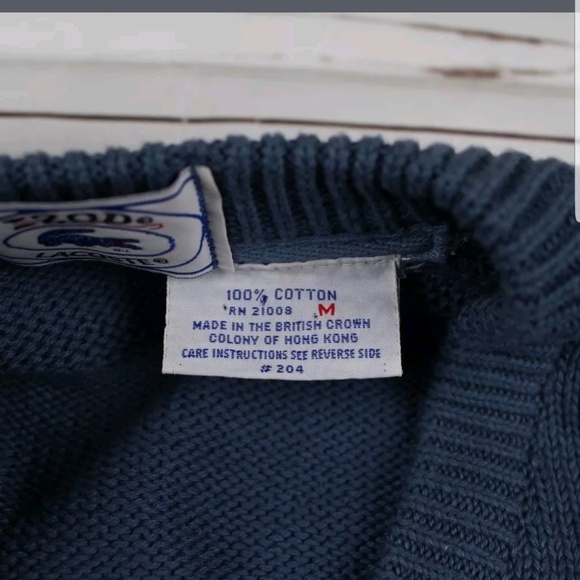 IZOD®
LACOSTE®
100% COTTON
RN 21008 M
MADE IN THE BRITISH CROWN
COLONY OF HONG KONG
CARE INSTRUCTIONS SEE REVERSE SIDE
# 204